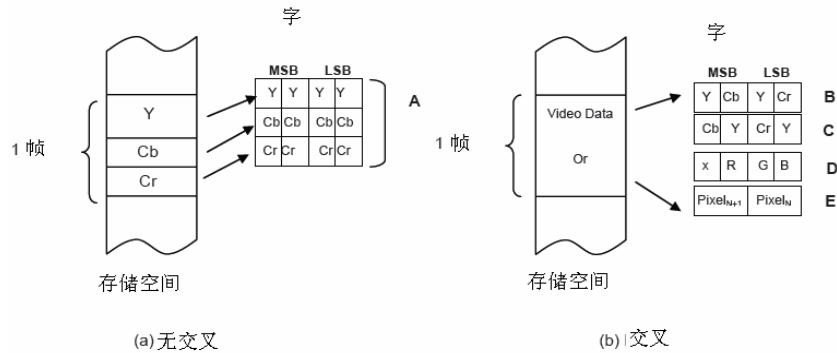 字
MSB LSB
Y Y Y Y
Cb Cb Cb Cb
Cr Cr Cr Cr
A
Y
Cb
Cr
1 帧
存储空间
(a) 无交叉
字
MSB LSB
Y Cb Y Cr B
Cb Y Cr Y C
x R G B D
Pixel_N+1 Pixel_N E
Video Data
Or
1 帧
存储空间
(b) 交叉